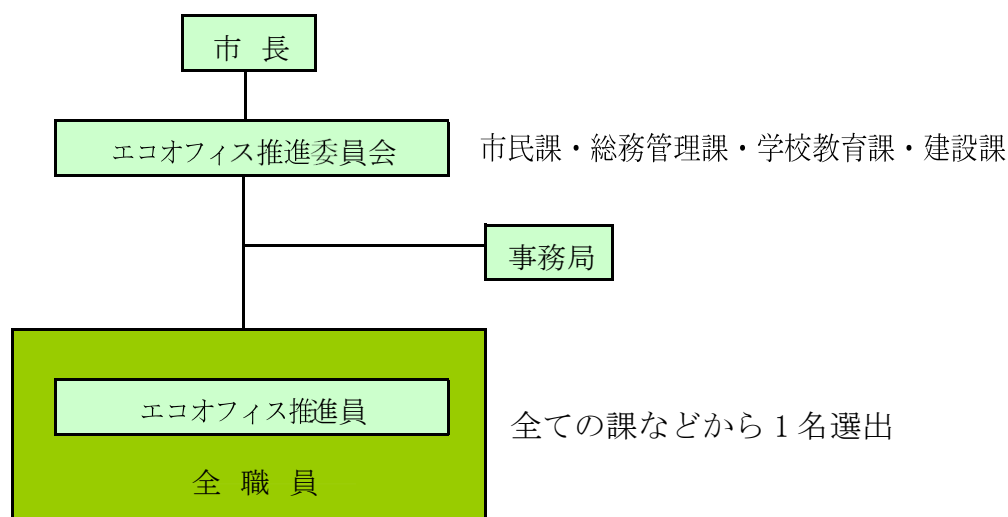 市 長
エコオフィス推進委員会
市民課・総務管理課・学校教育課・建設課
事務局
エコオフィス推進員
全ての課などから1名選出
全 職 員